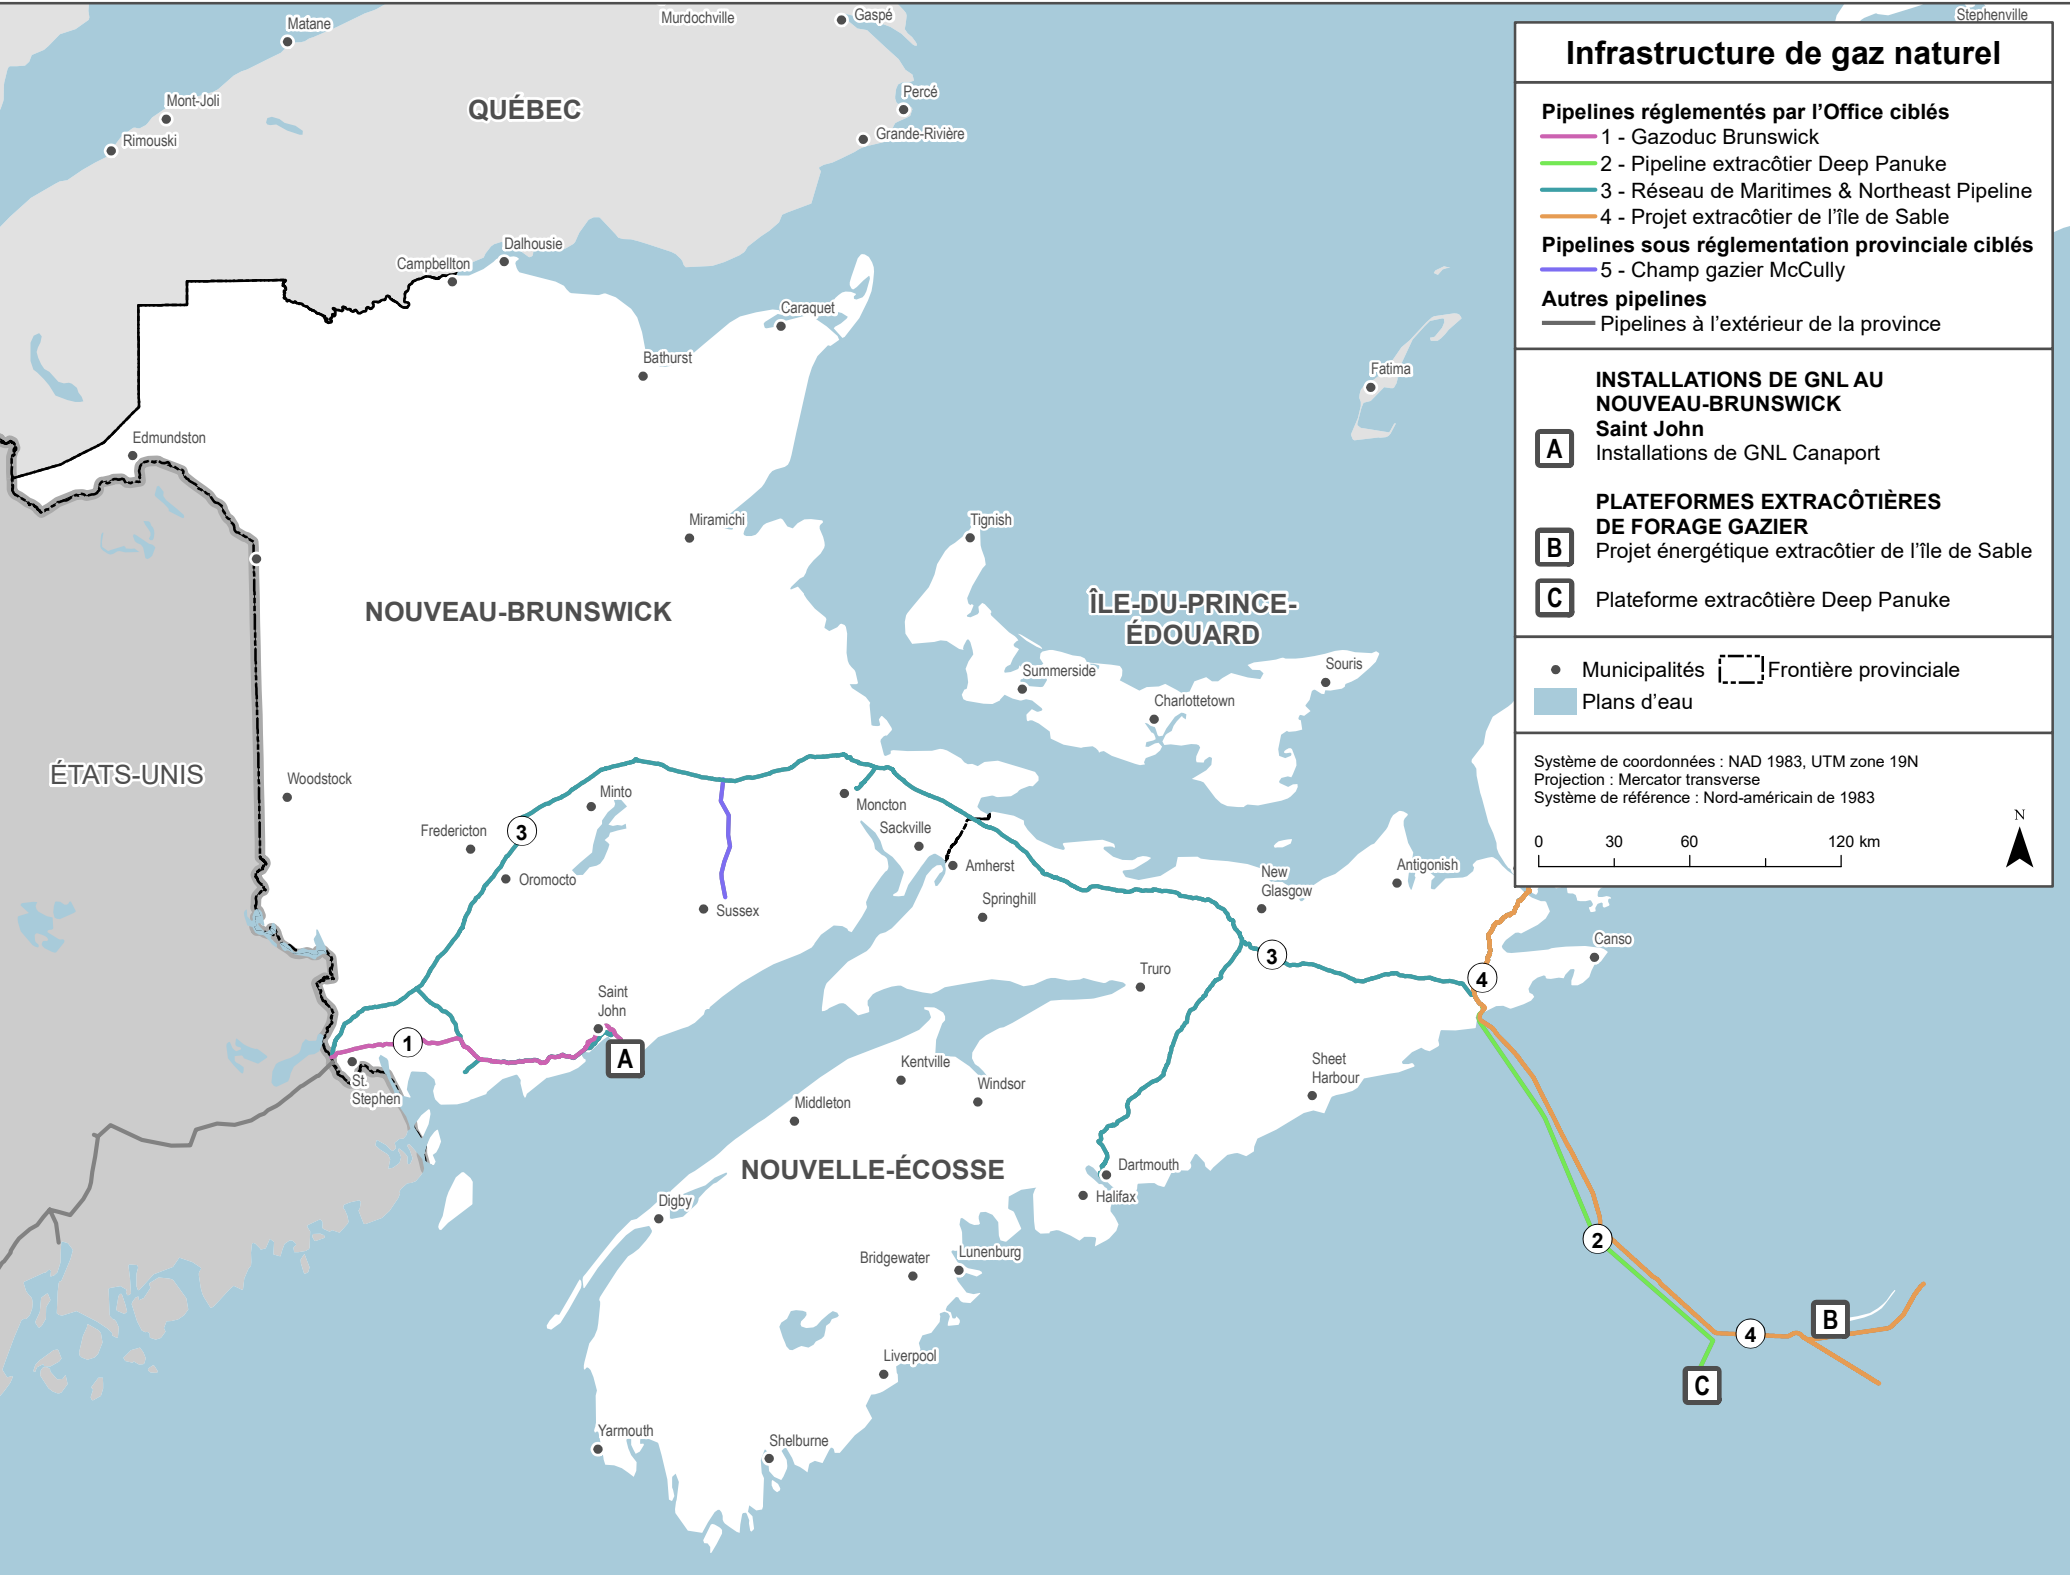 Murdochville
Gaspé
Stephenville
Matane
Mont-Joli
Rimouski
QUÉBEC
Percé
Grande-Rivière
Dalhousie
Campbellton
Caraquet
Bathurst
Fatima
Edmundston
Miramichi
Tignish
NOUVEAU-BRUNSWICK
ÎLE-DU-PRINCE-
ÉDOUARD
Summerside
Souris
Charlottetown
ÉTATS-UNIS
Woodstock
Minto
Moncton
Fredericton
3
Sackville
Oromocto
Amherst
New
Glasgow
Antigonish
Springhill
Sussex
Canso
3
Truro
4
Saint
John
1
A
St.
Stephen
Kentville
Windsor
Sheet
Harbour
Middleton
NOUVELLE-ÉCOSSE
Dartmouth
Halifax
Digby
2
Bridgewater
Lunenburg
B
4
Liverpool
C
Yarmouth
Shelburne
Infrastructure de gaz naturel
Pipelines réglementés par l'Office ciblés
1 - Gazoduc Brunswick
2 - Pipeline extracôtier Deep Panuke
3 - Réseau de Maritimes & Northeast Pipeline
4 - Projet extracôtier de l'île de Sable
Pipelines sous réglementation provinciale ciblés
5 - Champ gazier McCully
Autres pipelines
Pipelines à l'extérieur de la province
INSTALLATIONS DE GNL AU
NOUVEAU-BRUNSWICK
Saint John
A Installations de GNL Canaport
PLATEFORMES EXTRACÔTIÈRES
DE FORAGE GAZIER
B Projet énergétique extracôtier de l'île de Sable
C Plateforme extracôtière Deep Panuke
Municipalités Frontière provinciale
Plans d'eau
Système de coordonnées : NAD 1983, UTM zone 19N
Projection : Mercator transverse
Système de référence : Nord-américain de 1983
N
0 30 60 120 km